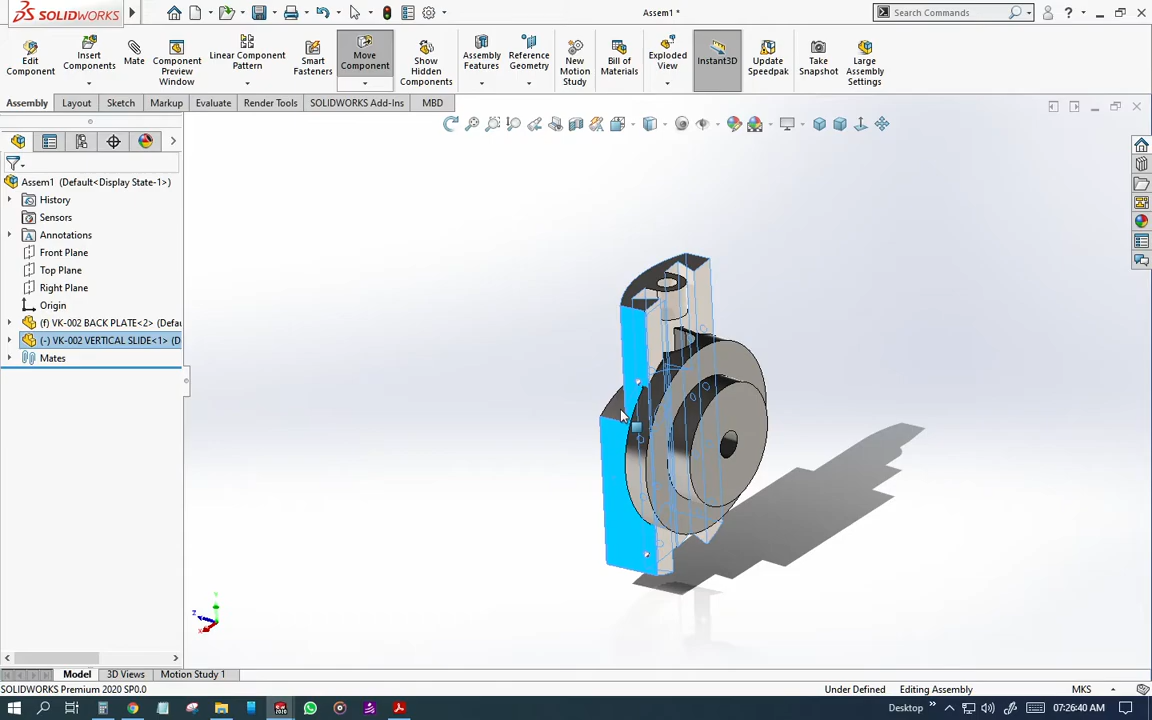 SOLIDWORKS
Assem1 *
Search Commands
?
Edit Component
Insert Components
Mate
Component Preview Window
Linear Component Pattern
Smart Fasteners
Move Component
Show Hidden Components
Assembly Features
Reference Geometry
New Motion Study
Bill of Materials
Exploded View
Instant3D
Update Speedpak
Take Snapshot
Large Assembly Settings
Assembly Layout Sketch Markup Evaluate Render Tools SOLIDWORKS Add-Ins MBD
Assem1 (Default<Display State-1>)
History
Sensors
Annotations
Front Plane
Top Plane
Right Plane
Origin
(f) VK-002 BACK PLATE<2> (Defau
(-) VK-002 VERTICAL SLIDE<1> (D
Mates
Y
Z
X
Model 3D Views Motion Study 1
SOLIDWORKS Premium 2020 SP0.0
Under Defined Editing Assembly MKS
Desktop
07:26:40 AM